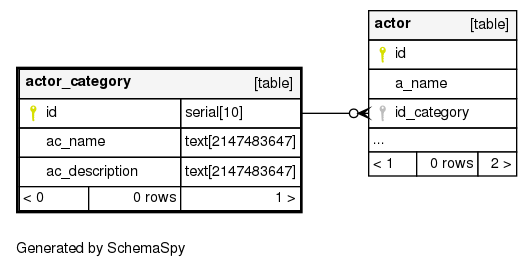 actor [table]
id
a_name
id_category
...
< 1 0 rows 2 >
actor_category [table]
id serial[10]
ac_name text[2147483647]
ac_description text[2147483647]
< 0 0 rows 1 >
Generated by SchemaSpy